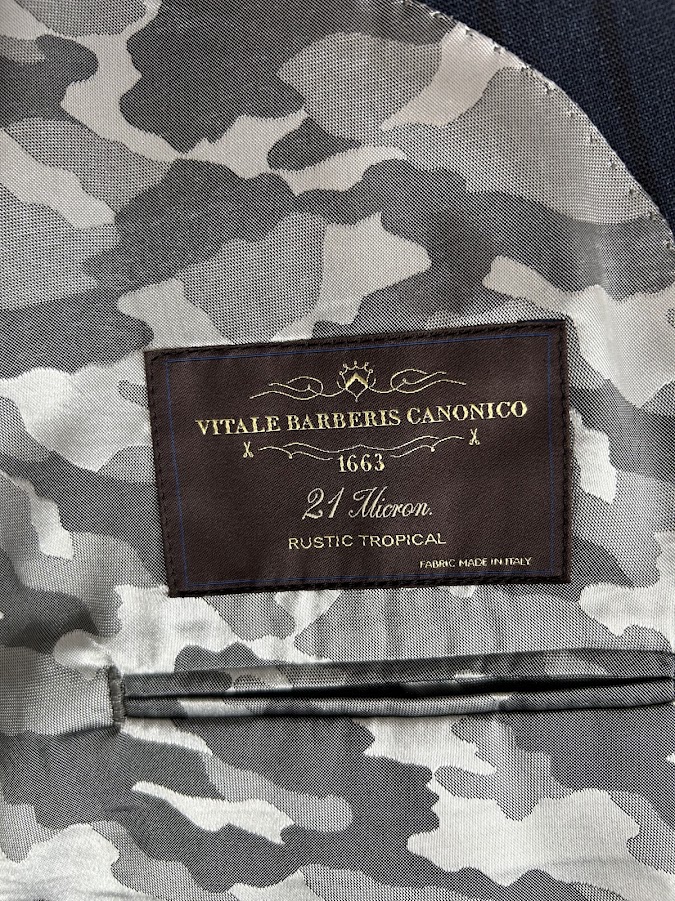 VITALE BARBERIS CANONICO
1663
21 Micron.
RUSTIC TROPICAL
FABRIC MADE IN ITALY